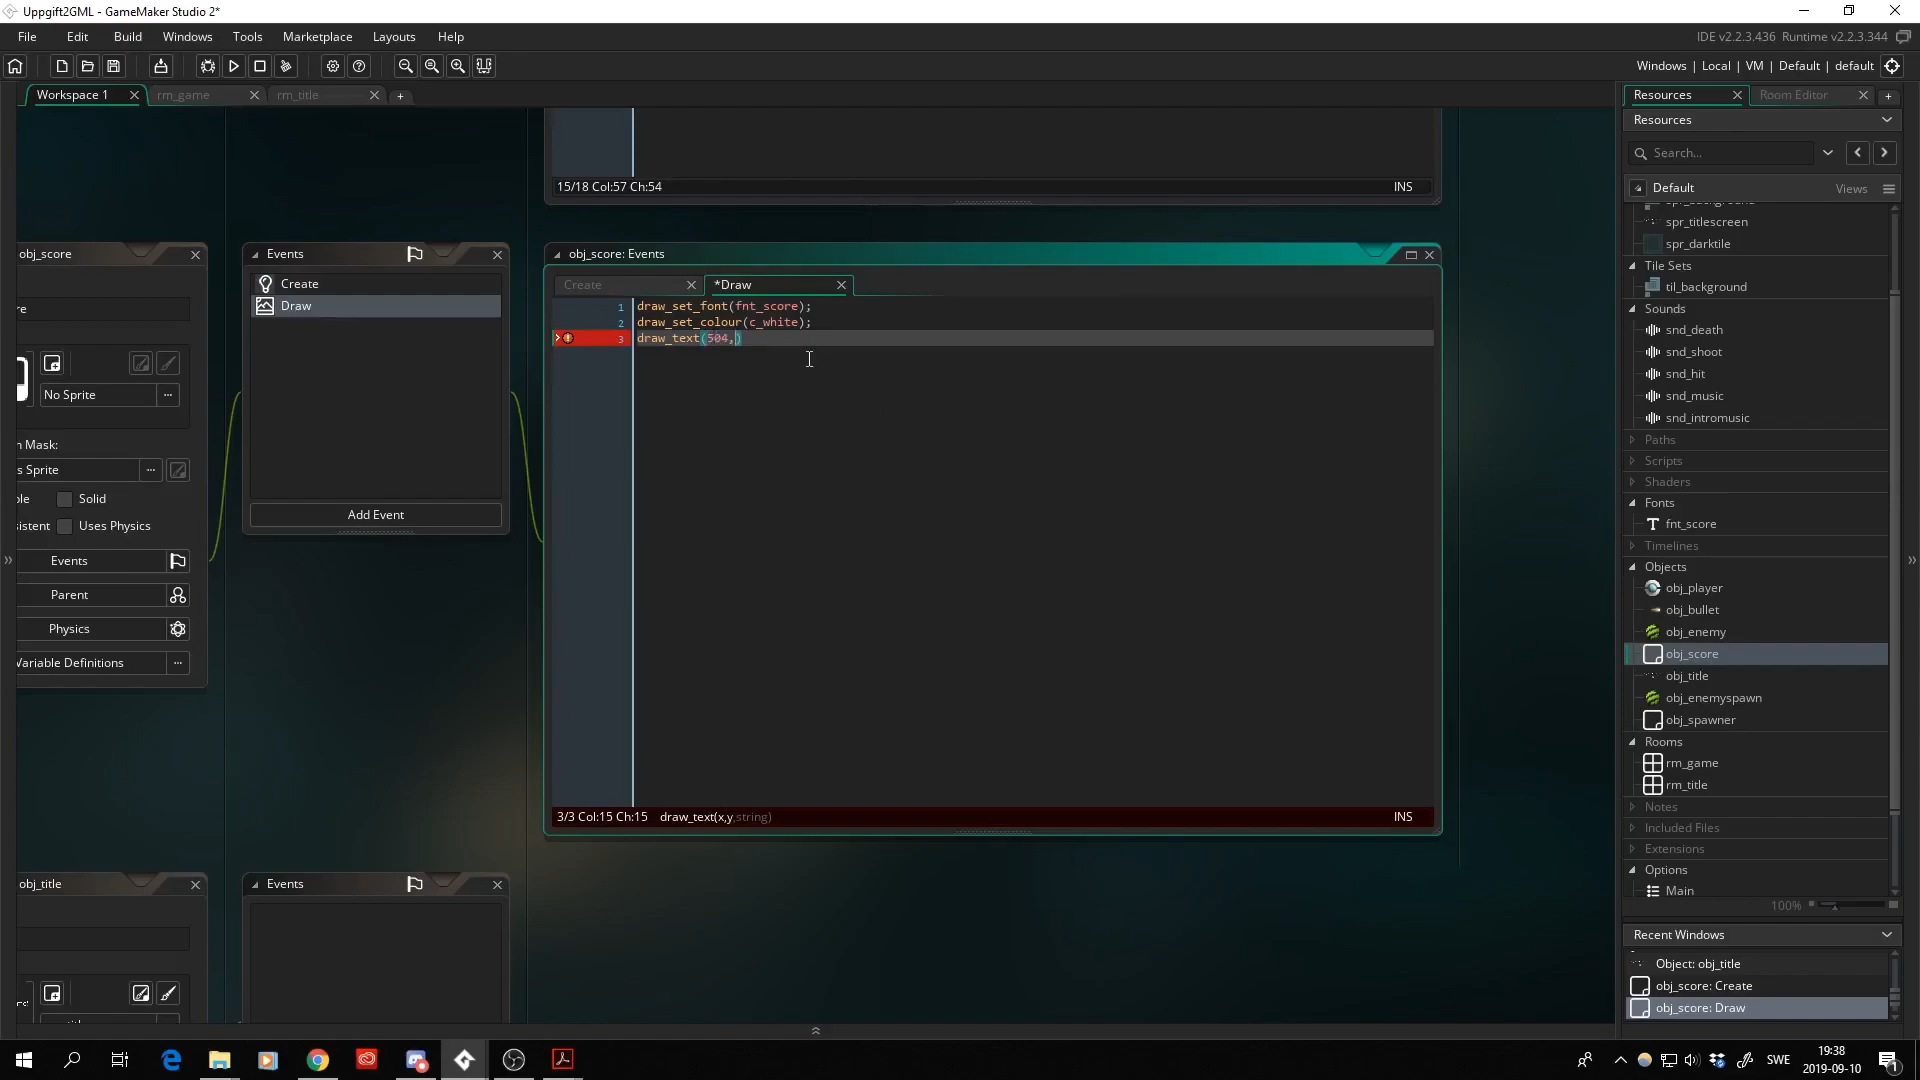 Uppgift2GML - GameMaker Studio 2*
File Edit Build Windows Tools Marketplace Layouts Help
IDE v2.2.3.436 Runtime v2.2.3.344
Windows | Local | VM | Default | default
Workspace 1 rm_game rm_title
Resources Room Editor
Resources
Search...
Default Views
spr_background
spr_titlescreen
spr_darktile
Tile Sets
til_background
Sounds
snd_death
snd_shoot
snd_hit
snd_music
snd_intromusic
Paths
Scripts
Shaders
Fonts
fnt_score
Timelines
Objects
obj_player
obj_bullet
obj_enemy
obj_score
obj_title
obj_enemyspawn
obj_spawner
Rooms
rm_game
rm_title
Notes
Included Files
Extensions
Options
Main
100%
Recent Windows
Object: obj_title
obj_score: Create
obj_score: Draw
15/18 Col:57 Ch:54 INS
obj_score
re
No Sprite
n Mask:
s Sprite
ble Solid
sistent Uses Physics
Events
Parent
Physics
Variable Definitions
Events
Create
Draw
Add Event
obj_score: Events
Create *Draw
1 draw_set_font(fnt_score);
2 draw_set_colour(c_white);
3 draw_text(504,)
3/3 Col:15 Ch:15 draw_text(x,y,string) INS
obj_title
Events
SWE
19:38
2019-09-10
1